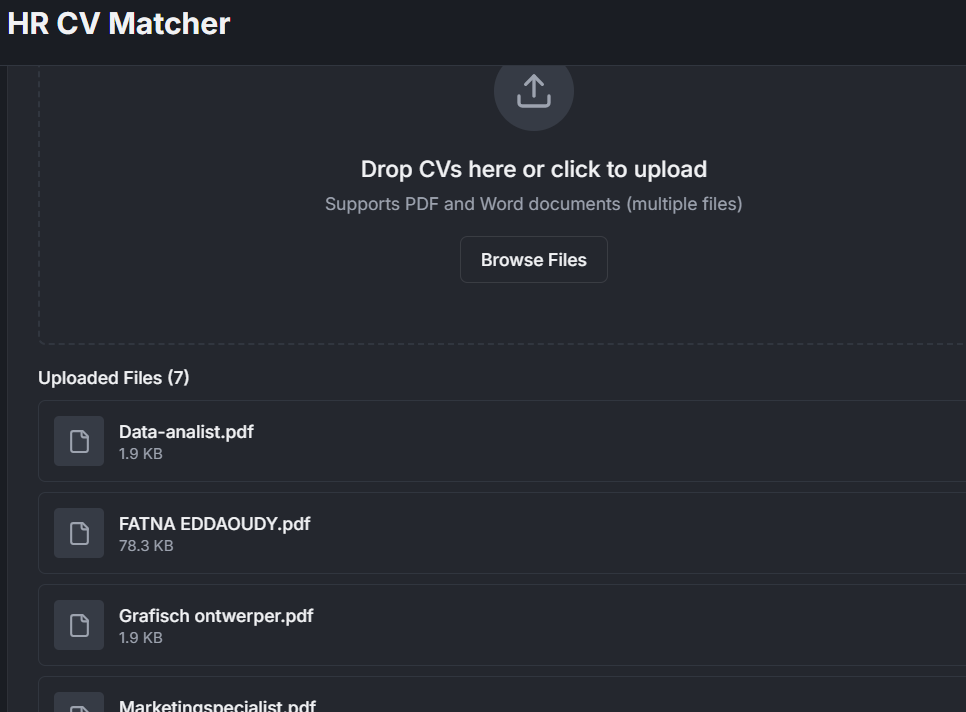 HR CV Matcher
Drop CVs here or click to upload
Supports PDF and Word documents (multiple files)
Browse Files
Uploaded Files (7)
Data-analist.pdf
1.9 KB
FATNA EDDAOUDY.pdf
78.3 KB
Grafisch ontwerper.pdf
1.9 KB
Marketingspecialist.pdf